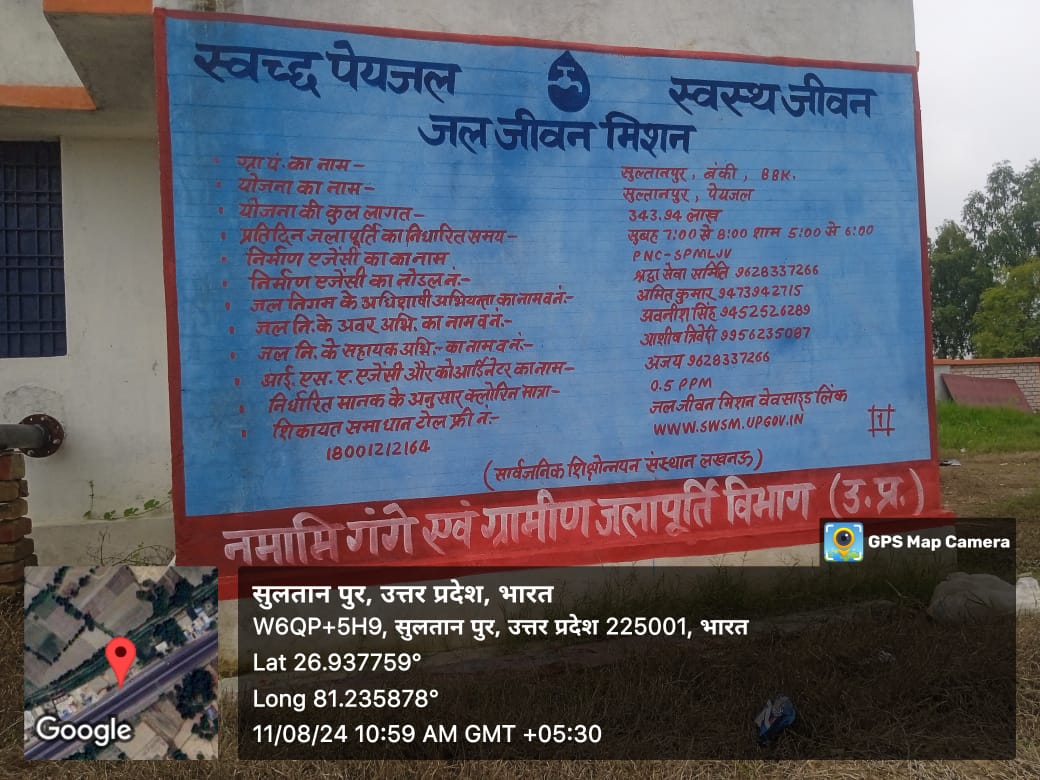 स्वच्छ पेयजल स्वस्थ जीवन
जल जीवन मिशन
ग्रा पं. का नाम – सुल्तानपुर, बंकी, BBK.
योजना का नाम – सुल्तानपुर, पेयजल
योजना की कुल लागत – 343.94 लाख
प्रतिदिन जलापूर्ति का निर्धारित समय – सुबह 7:00 से 8:00 शाम 5:00 से 6:00
निर्माण एजेंसी का का नाम PNC-SPMLJV
निर्माण एजेंसी का नोडल नं:- श्रद्धा सेवा समिति 9628337266
जल निगम के अधिशाषी अभियन्ता का नाम व नं:- अमित कुमार 9473942715
जल नि. के अवर अभि. का नाम व नं:- अवनीश सिंह 9452526289
जल नि. के सहायक अभि:- का नाम व नं:- आशीष त्रिवेदी 9956235087
आई. एस. ए. एजेंसी और कोआर्डिनेटर का नाम- अजय 9628337266
निर्धारित मानक के अनुसार क्लोरिन मात्रा- 0.5 PPM
शिकायत समाधान टोल फ्री नं:- जल जीवन मिशन वेवसाइड लिंक
18001212164 WWW.SWSM.UPGOV.IN
(सार्वजनिक शिक्षोन्नयन संस्थान लखनऊ)
नमामि गंगे एवं ग्रामीण जलापूर्ति विभाग (उ.प्र.)
GPS Map Camera
सुलतान पुर, उत्तर प्रदेश, भारत
W6QP+5H9, सुलतान पुर, उत्तर प्रदेश 225001, भारत
Lat 26.937759°
Long 81.235878°
11/08/24 10:59 AM GMT +05:30
Google